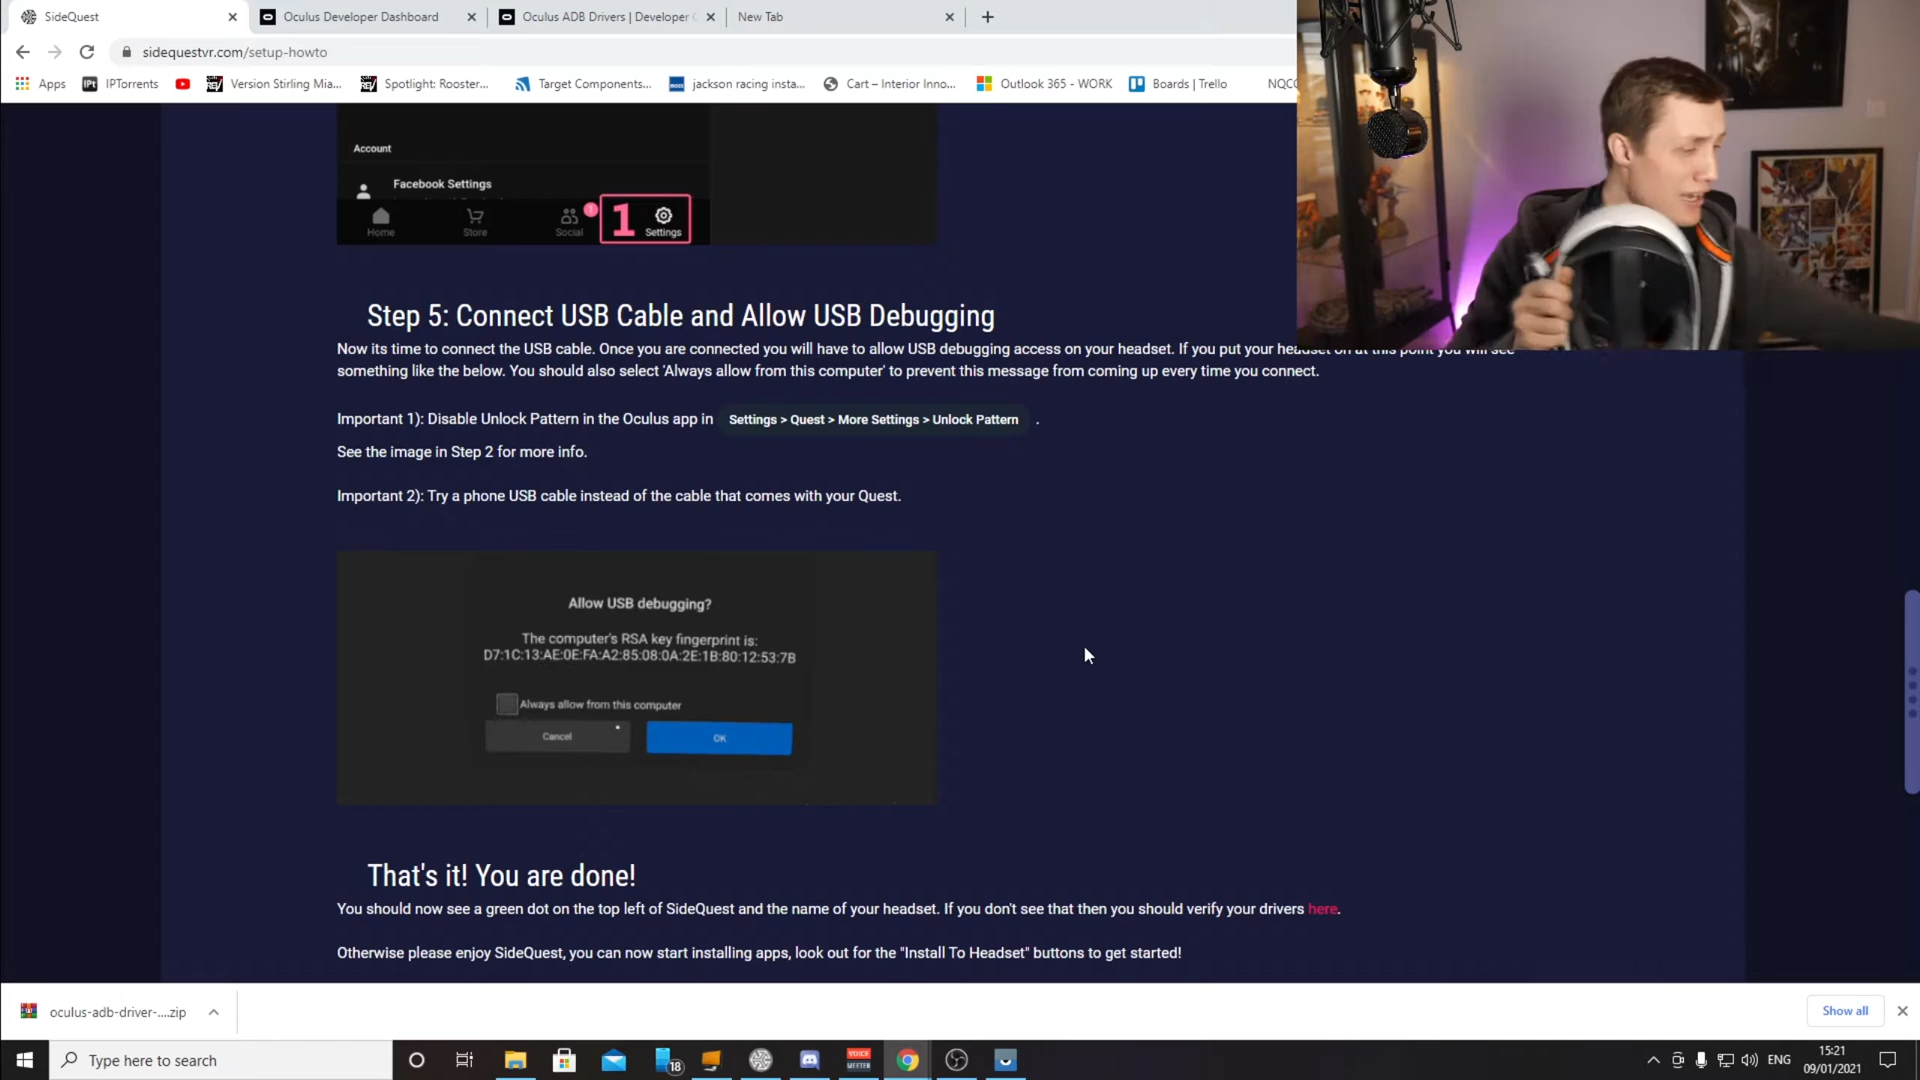 SideQuest
Oculus Developer Dashboard
Oculus ADB Drivers | Developer
New Tab
sidequestvr.com/setup-howto
Apps
IPTorrents
Version Stirling Mia...
Spotlight: Rooster...
Target Components...
jackson racing insta...
Cart – Interior Inno...
Outlook 365 - WORK
Boards | Trello
NQC
Account
Facebook Settings
Home
Store
Social
1
Settings
Step 5: Connect USB Cable and Allow USB Debugging
Now its time to connect the USB cable. Once you are connected you will have to allow USB debugging access on your headset. If you put your headset on at this point you will see
something like the below. You should also select 'Always allow from this computer' to prevent this message from coming up every time you connect.
Important 1): Disable Unlock Pattern in the Oculus app in Settings > Quest > More Settings > Unlock Pattern .
See the image in Step 2 for more info.
Important 2): Try a phone USB cable instead of the cable that comes with your Quest.
Allow USB debugging?
The computer's RSA key fingerprint is:
D7:1C:13:AE:0E:FA:A2:85:08:0A:2E:1B:80:12:53:7B
Always allow from this computer
Cancel
OK
That's it! You are done!
You should now see a green dot on the top left of SideQuest and the name of your headset. If you don't see that then you should verify your drivers here.
Otherwise please enjoy SideQuest, you can now start installing apps, look out for the "Install To Headset" buttons to get started!
oculus-adb-driver-....zip
Show all
Type here to search
18
VOICE
MEETER
ENG
15:21
09/01/2021